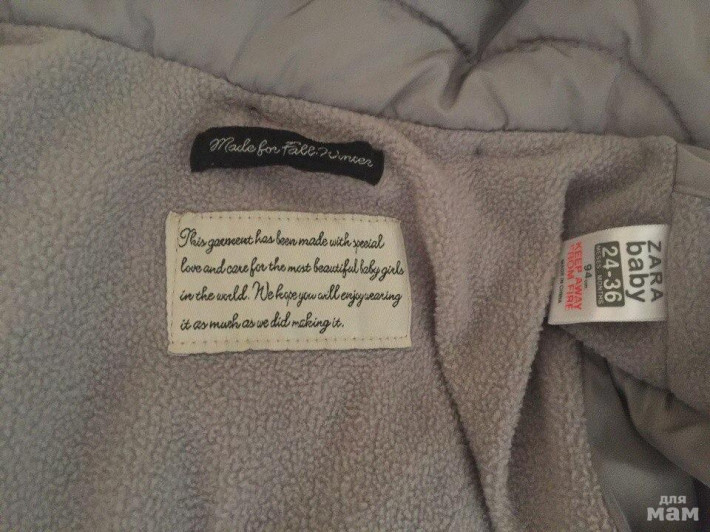 Made for Fall-Winter
This garment has been made with special
love and care for the most beautiful baby girls
in the world. We hope you will enjoy wearing
it as much as we did making it.
ZARA
baby
24-36
94 cm
KEEP AWAY
FROM FIRE
для
мам